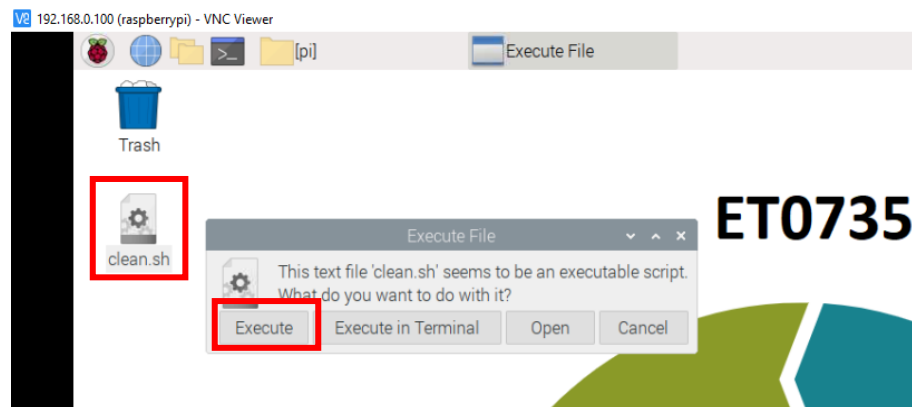 192.168.0.100 (raspberrypi) - VNC Viewer
[pi]
Execute File
Trash
clean.sh
ET0735
Execute File
This text file 'clean.sh' seems to be an executable script.
What do you want to do with it?
Execute
Execute in Terminal
Open
Cancel